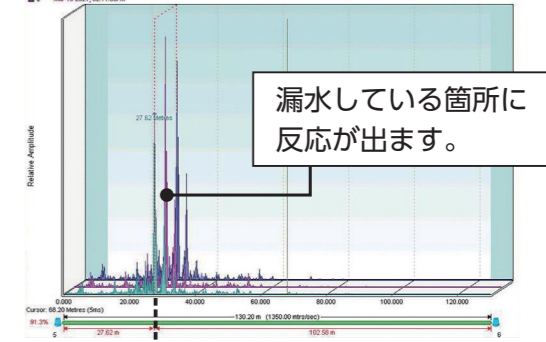 27.62 Metres
漏水している箇所に
反応が出ます。
Relative Amplitude
0.000 20.000 40.000 60.000 80.000 100.000 120.000
Cursor: 68.20 Metres (5ms)
130.20 m (1350.00 mtrs/sec)
91.3%
27.62 m 102.58 m
5 6